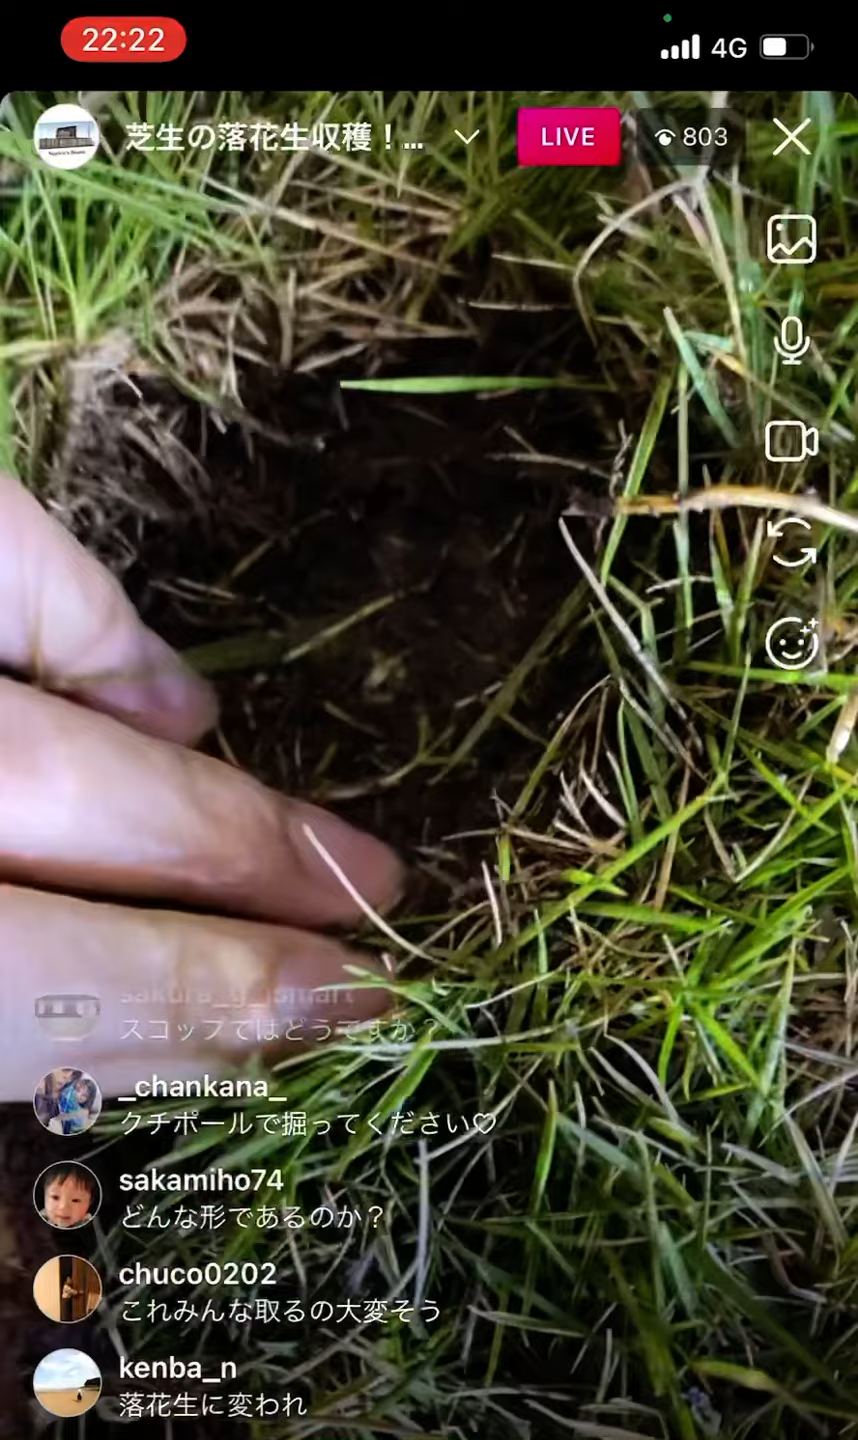 22:22
4G
芝生の落花生収穫！...
LIVE
803
sakura_g_ismart
スコップではどうですか？
_chankana_
クチポールで掘ってください♡
sakamiho74
どんな形であるのか？
chuco0202
これみんな取るの大変そう
kenba_n
落花生に変われ